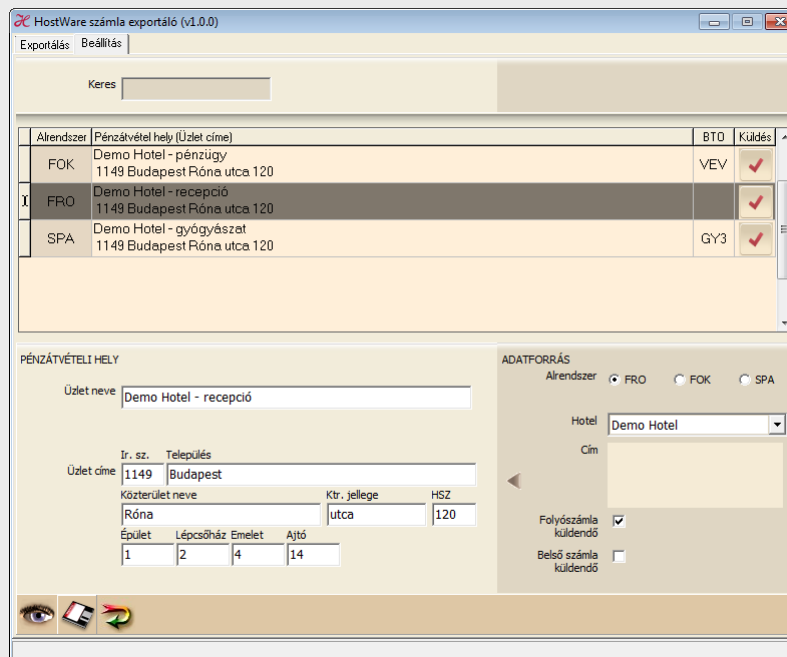 HostWare számla exportáló (v1.0.0)
Exportálás Beállítás
Keres
Alrendszer Pénzátvétel hely (Üzlet címe) BTO Küldés
FOK Demo Hotel - pénzügy VEV
1149 Budapest Róna utca 120
FRO Demo Hotel - recepció
1149 Budapest Róna utca 120
SPA Demo Hotel - gyógyászat GY3
1149 Budapest Róna utca 120
PÉNZÁTVÉTELI HELY
Üzlet neve Demo Hotel - recepció
Ir. sz. Település
Üzlet címe 1149 Budapest
Közterület neve Ktr. jellege HSZ
Róna utca 120
Épület Lépcsőház Emelet Ajtó
1 2 4 14
ADATFORRÁS
Alrendszer FRO FOK SPA
Hotel Demo Hotel
Cím
Folyószámla
küldendő
Belső számla
küldendő